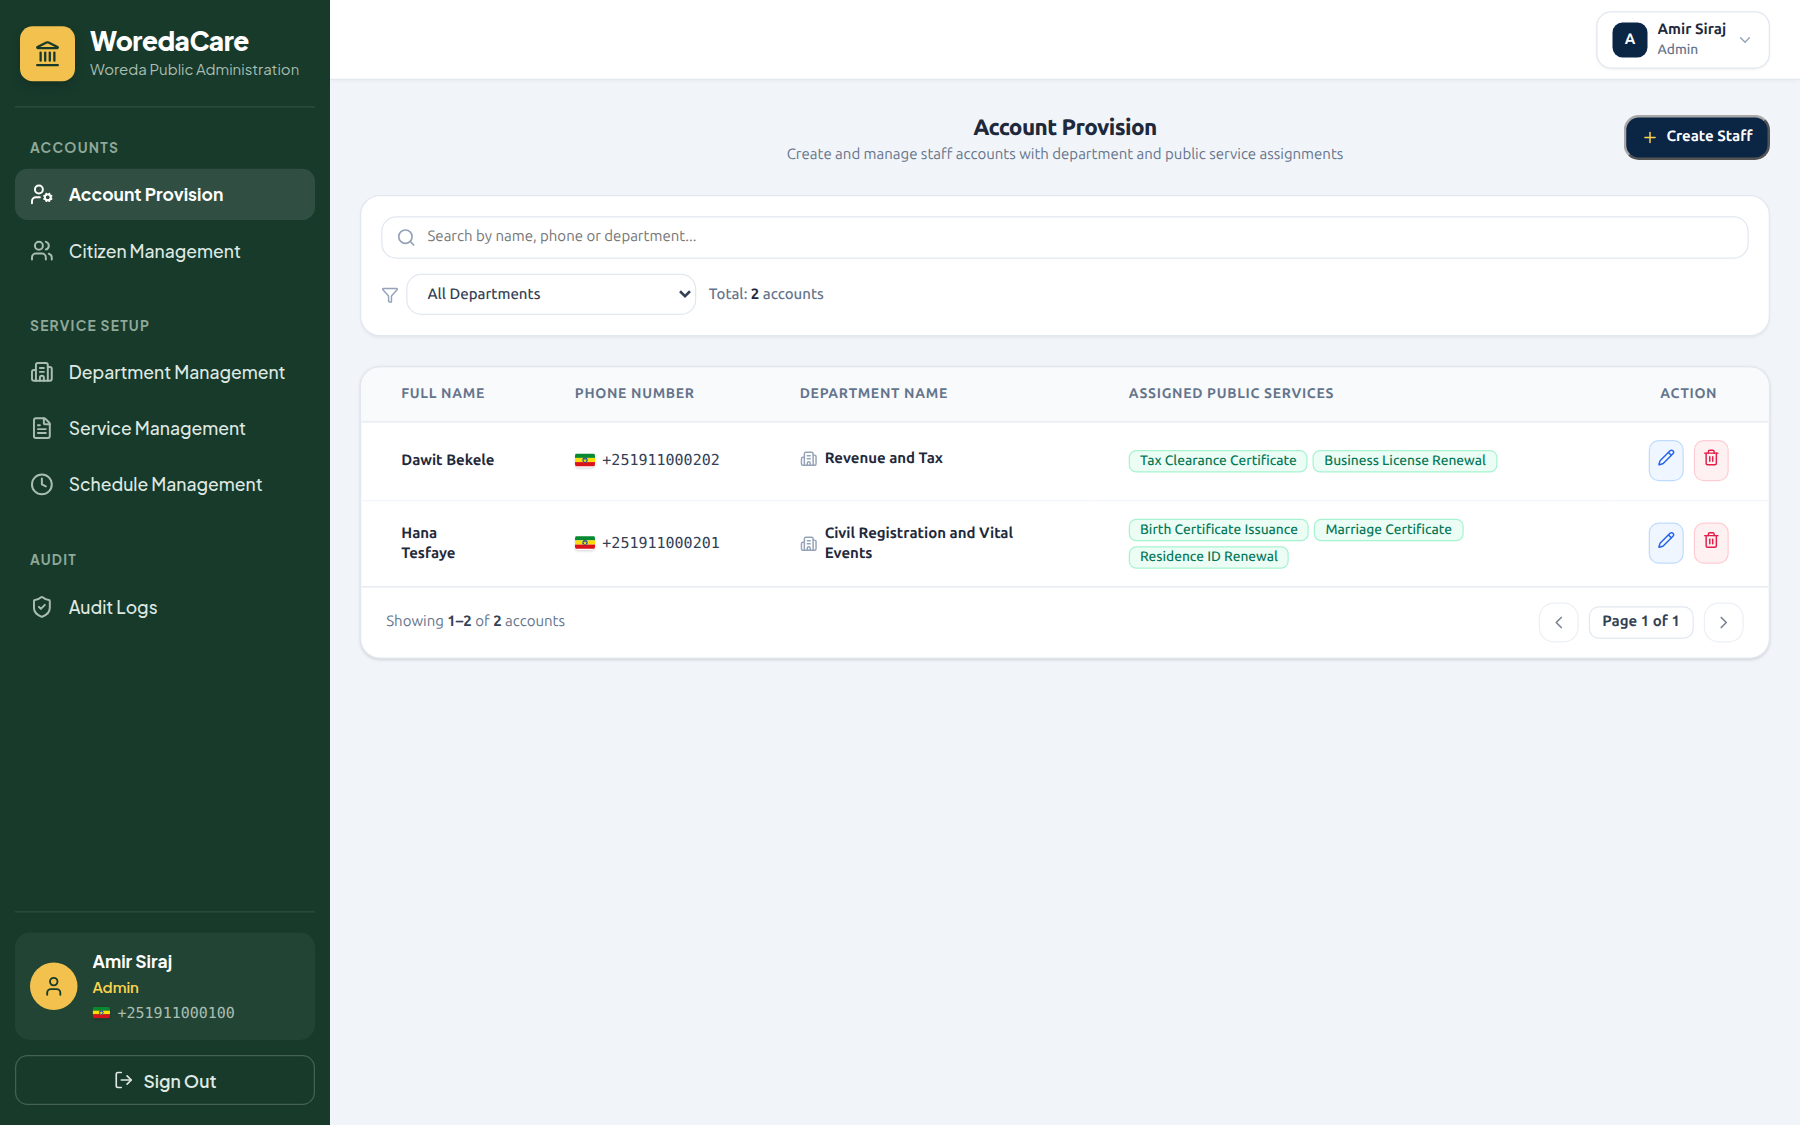 WoredaCare
Woreda Public Administration
ACCOUNTS
Account Provision
Citizen Management
SERVICE SETUP
Department Management
Service Management
Schedule Management
AUDIT
Audit Logs
Amir Siraj
Admin
+251911000100
Sign Out
A
Amir Siraj
Admin
Account Provision
Create and manage staff accounts with department and public service assignments
Create Staff
Search by name, phone or department...
All Departments
Total: 2 accounts
FULL NAME PHONE NUMBER DEPARTMENT NAME ASSIGNED PUBLIC SERVICES ACTION
Dawit Bekele +251911000202 Revenue and Tax Tax Clearance Certificate Business License Renewal
Hana
Tesfaye
+251911000201
Civil Registration and Vital
Events
Birth Certificate Issuance Marriage Certificate
Residence ID Renewal
Showing 1–2 of 2 accounts
Page 1 of 1